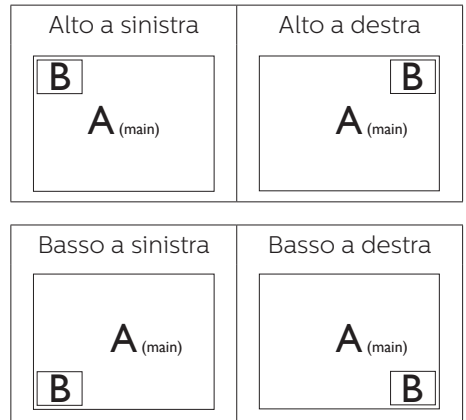 Alto a sinistra
Alto a destra
B
B
A (main)
A (main)
Basso a sinistra
Basso a destra
A (main)
A (main)
B
B